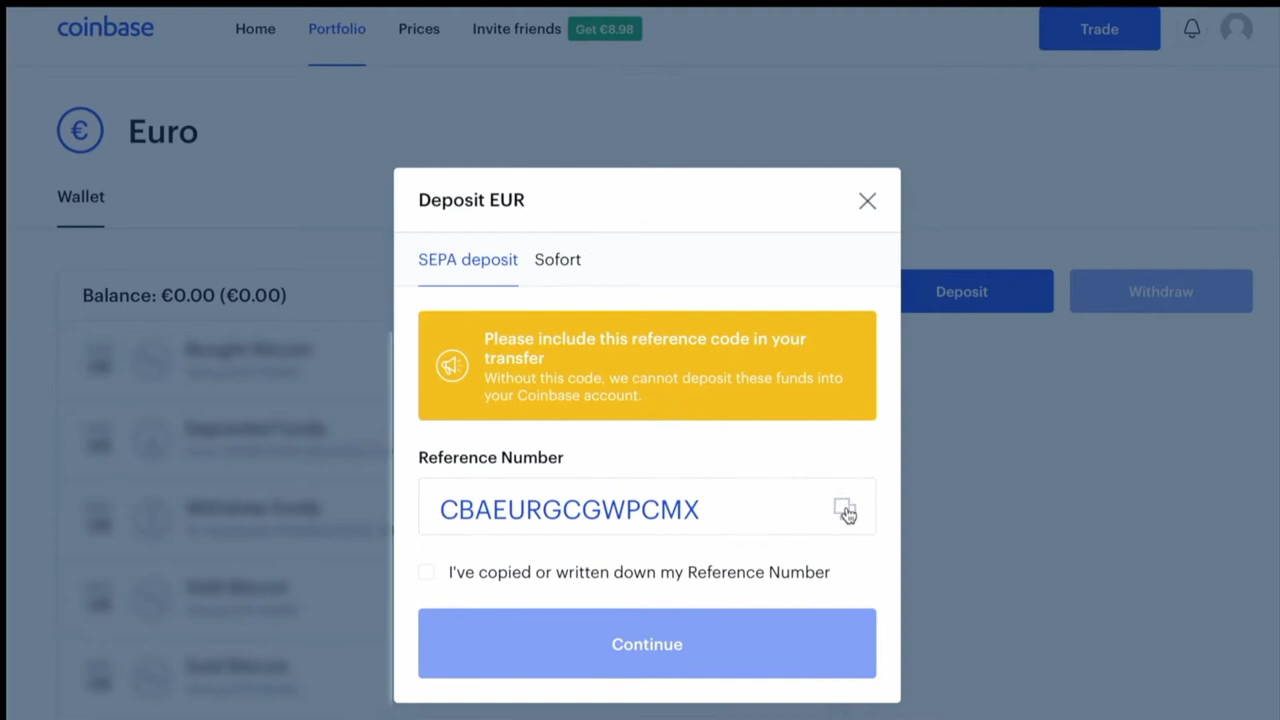 coinbase
Home
Portfolio
Prices
Invite friends
Get €8.98
Trade
€
Euro
Wallet
Balance: €0.00 (€0.00)
Deposit
Withdraw
Deposit EUR
SEPA deposit
Sofort
Please include this reference code in your
transfer
Without this code, we cannot deposit these funds into
your Coinbase account.
Reference Number
CBAEURGCGWPCMX
I've copied or written down my Reference Number
Continue